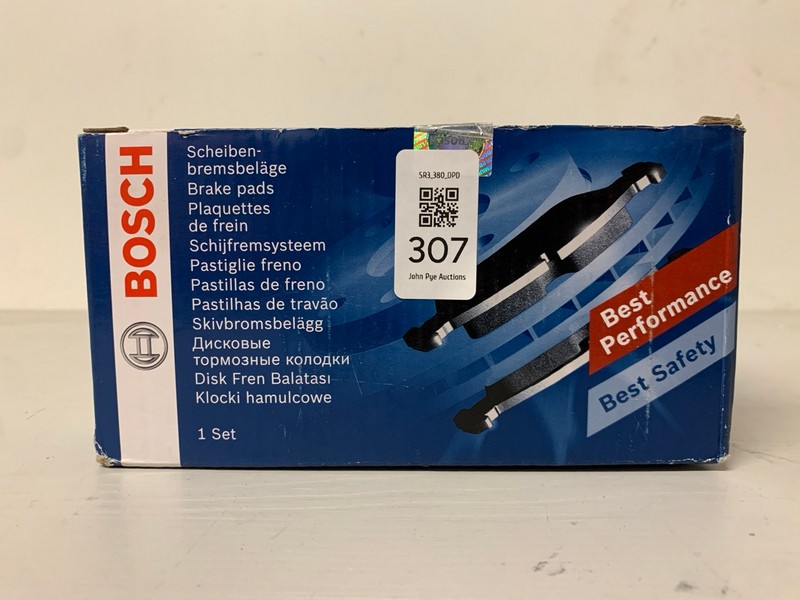 BOSCH
Scheiben-
bremsbeläge
Brake pads
Plaquettes
de frein
Schijfremsysteem
Pastiglie freno
Pastillas de freno
Pastilhas de travão
Skivbromsbelägg
Дисковые
тормозные колодки
Disk Fren Balatası
Klocki hamulcowe
1 Set
SR3_380_DPD
307
John Pye Auctions
Best
Performance
Best Safety